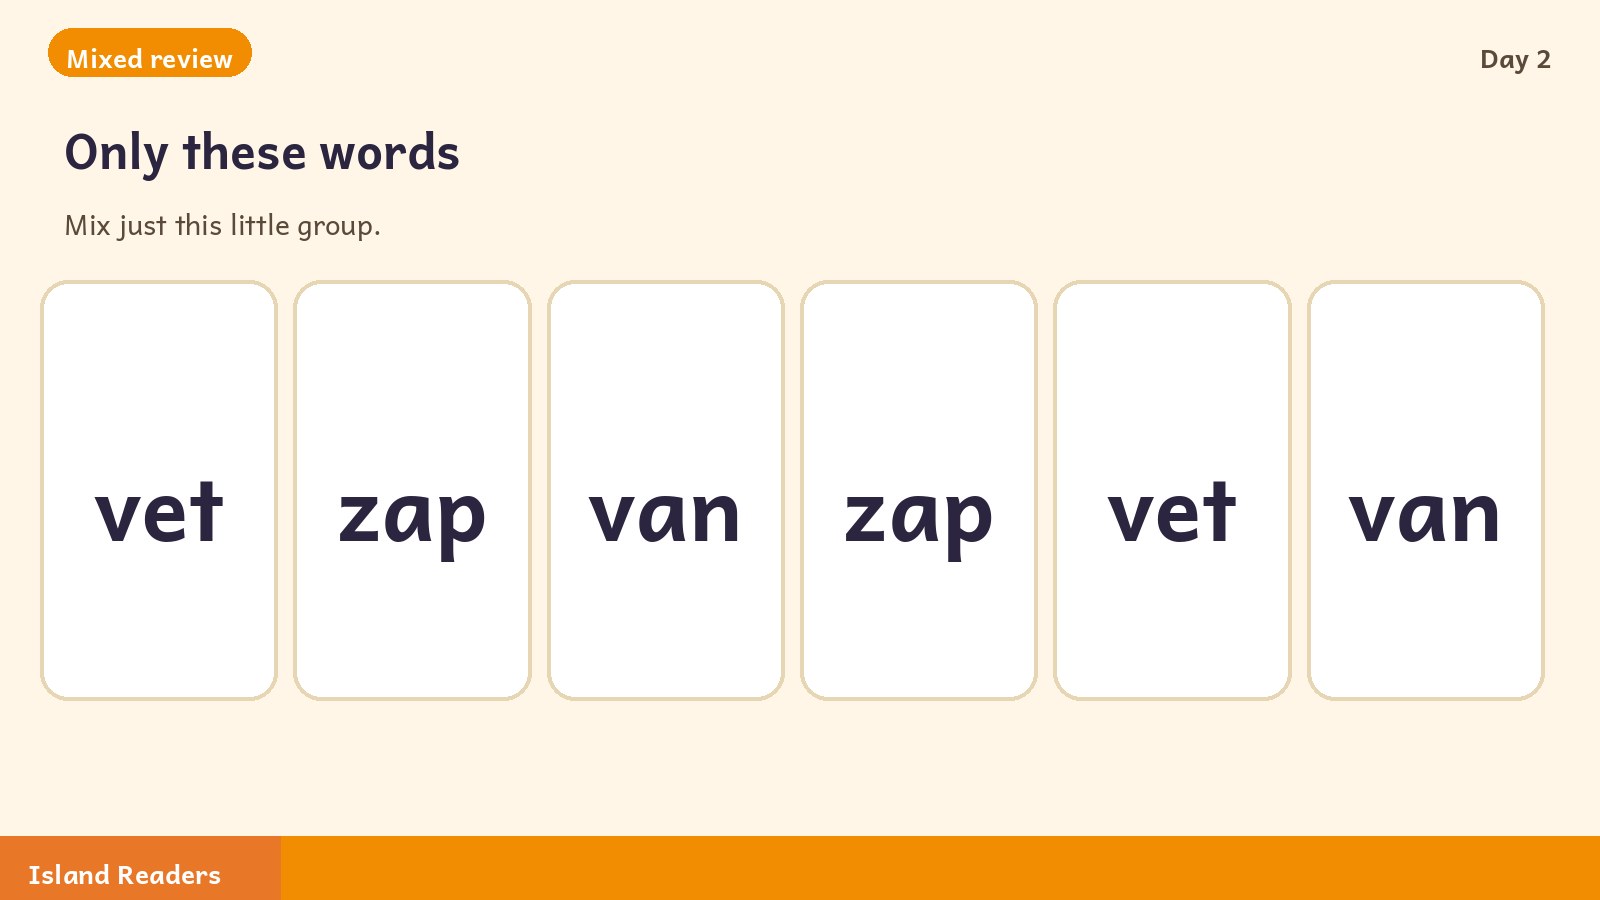 Mixed review
Day 2
Only these words
Mix just this little group.
vet zap van zap vet van
Island Readers